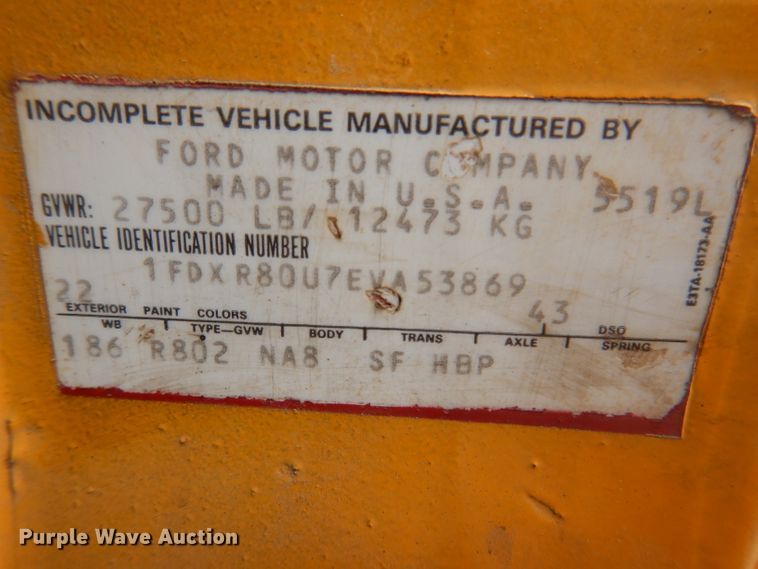 INCOMPLETE VEHICLE MANUFACTURED BY
FORD MOTOR COMPANY
MADE IN U.S.A. 5519L
GVWR: 27500 LB/ 12473 KG
VEHICLE IDENTIFICATION NUMBER
1FDXR80U7EVA53869
22 43
EXTERIOR PAINT COLORS DSO
WB TYPE—GVW BODY TRANS AXLE SPRING
186 R802 NA8 SF HBP
E3TA-18173-AA
Purple Wave Auction